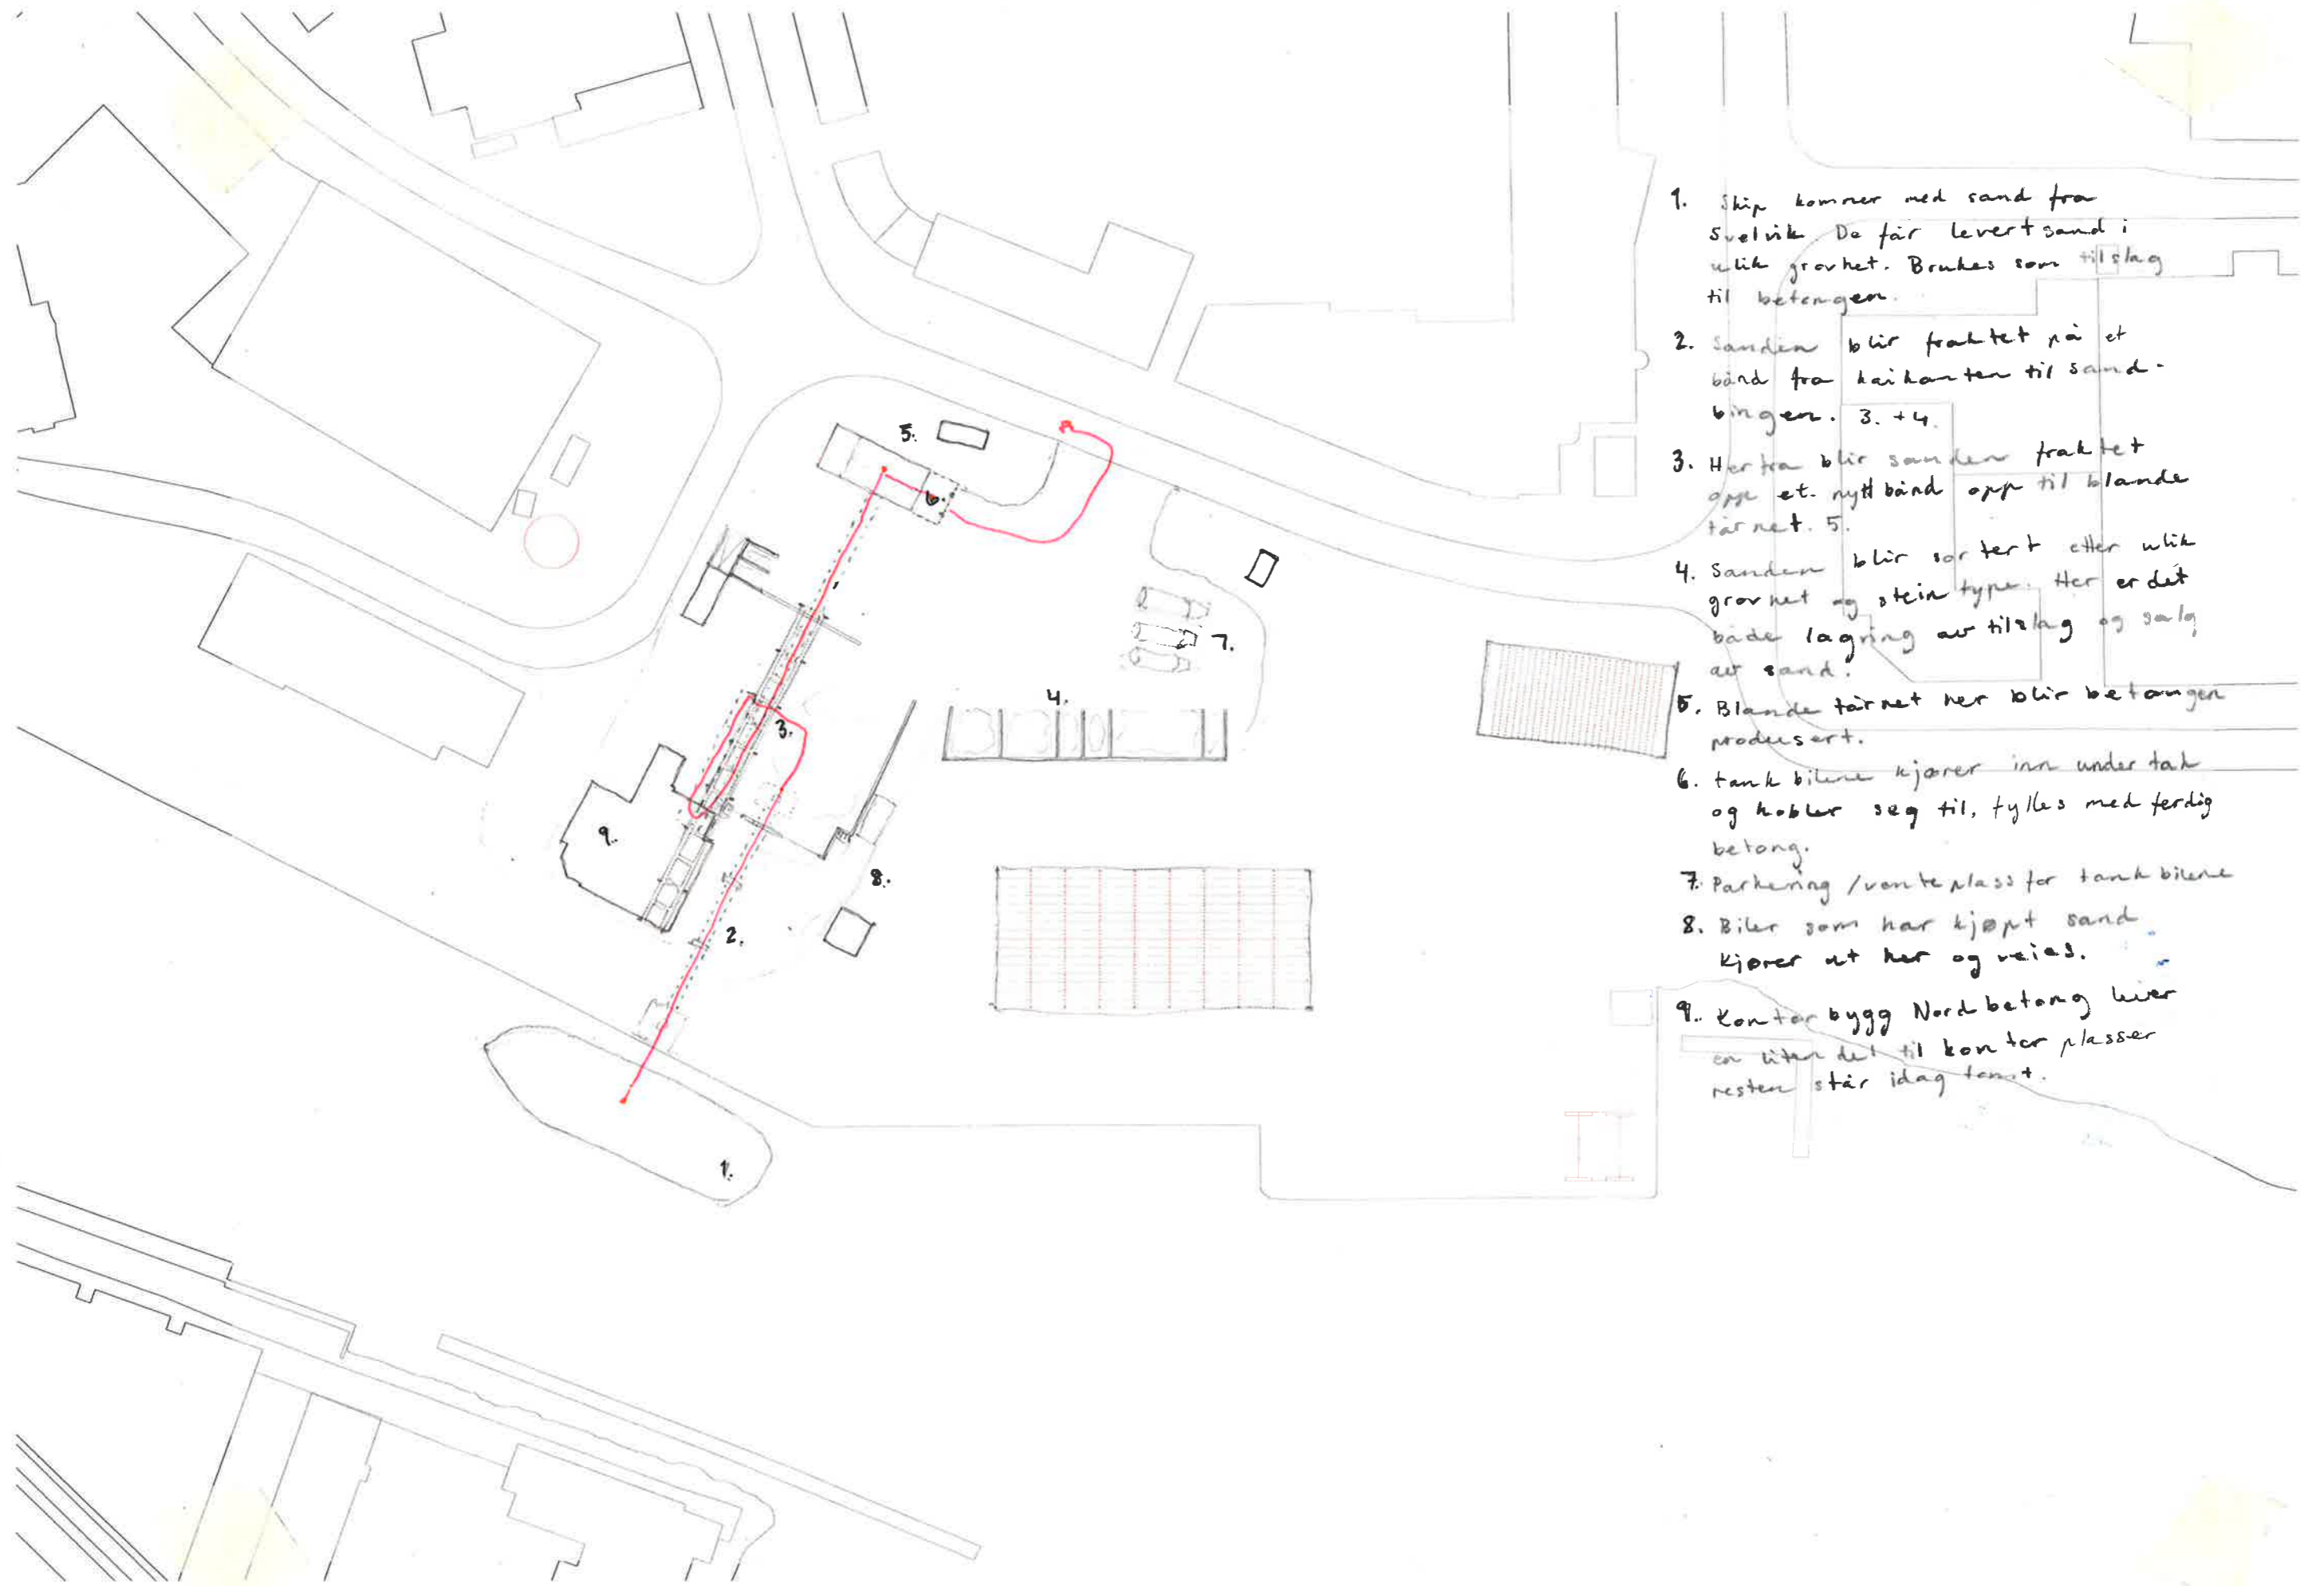 5.
6
7.
4.
3.
9.
8.
2.
1.
1. Skip kommer med sand fra
Svelvik. De får levert sand i
ulik grovhet. Brukes som tilslag
til betongen.
2. Sanden blir fraktet på et
bånd fra kaikanten til sand-
bingen. 3. + 4.
3. Herfra blir sanden fraktet
opp et nytt bånd opp til blande
tårnet. 5.
4. Sanden blir sortert etter ulik
grovhet og stein type. Her er det
både lagring av tilslag og salg
av sand.
5. Blande tårnet her blir betongen
produsert.
6. tank bilene kjører inn under tak
og kobler seg til, fylles med ferdig
betong.
7. Parkering / vente plass for tank bilene
8. Biler som har kjøpt sand
kjører ut her og veies.
9. Kontor bygg Nord betong leier
en liten del til kontor plasser
resten står idag tomt.